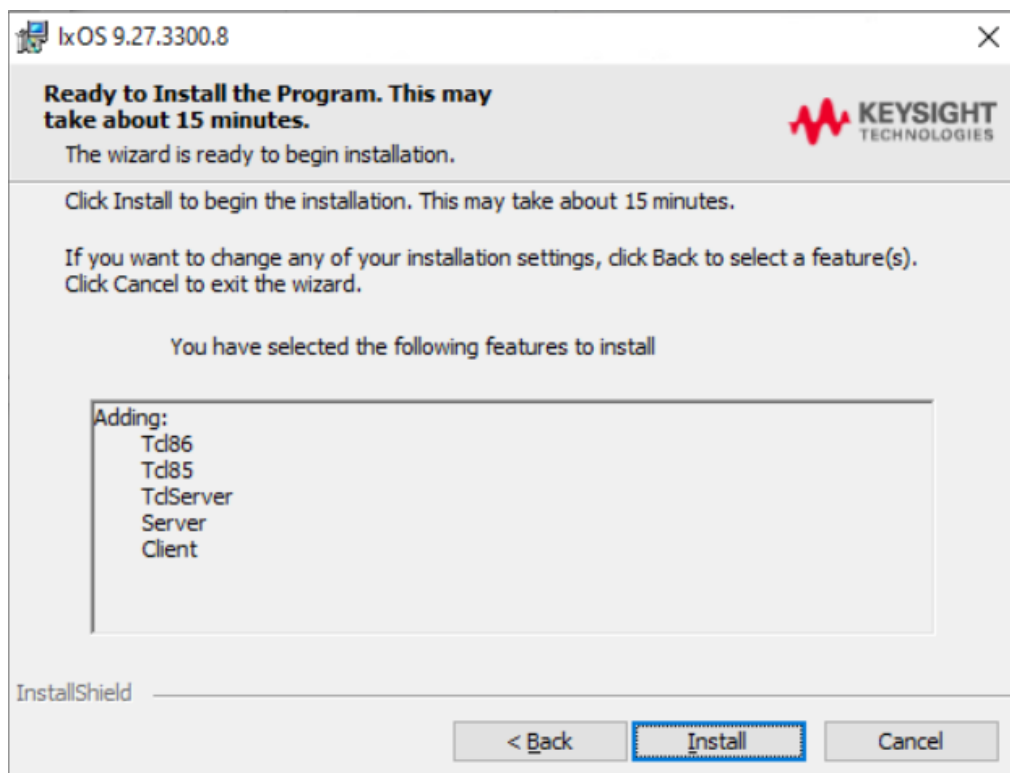 IxOS 9.27.3300.8
Ready to Install the Program. This may
take about 15 minutes.
The wizard is ready to begin installation.
KEYSIGHT
TECHNOLOGIES
Click Install to begin the installation. This may take about 15 minutes.
If you want to change any of your installation settings, click Back to select a feature(s).
Click Cancel to exit the wizard.
You have selected the following features to install
Adding:
Tcl86
Tcl85
TclServer
Server
Client
InstallShield
< Back
Install
Cancel